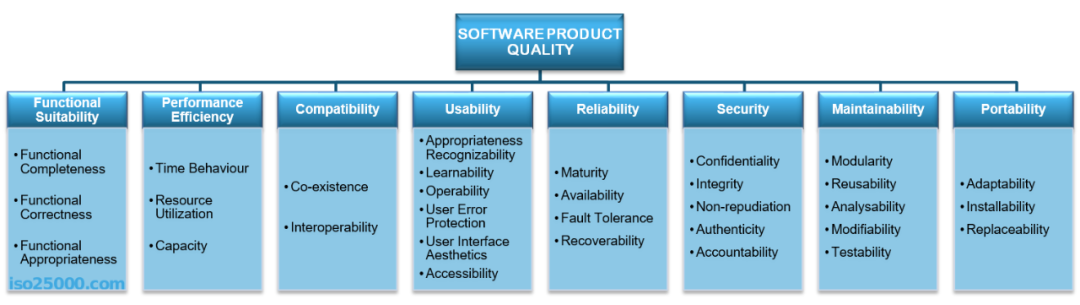 SOFTWARE PRODUCT
QUALITY
Functional
Suitability
• Functional
Completeness
• Functional
Correctness
• Functional
Appropriateness
iso25000.com
Performance
Efficiency
• Time Behaviour
• Resource
Utilization
• Capacity
Compatibility
• Co-existence
• Interoperability
Usability
• Appropriateness
Recognizability
• Learnability
• Operability
• User Error
Protection
• User Interface
Aesthetics
• Accessibility
Reliability
• Maturity
• Availability
• Fault Tolerance
• Recoverability
Security
• Confidentiality
• Integrity
• Non-repudiation
• Authenticity
• Accountability
Maintainability
• Modularity
• Reusability
• Analysability
• Modifiability
• Testability
Portability
• Adaptability
• Installability
• Replaceability